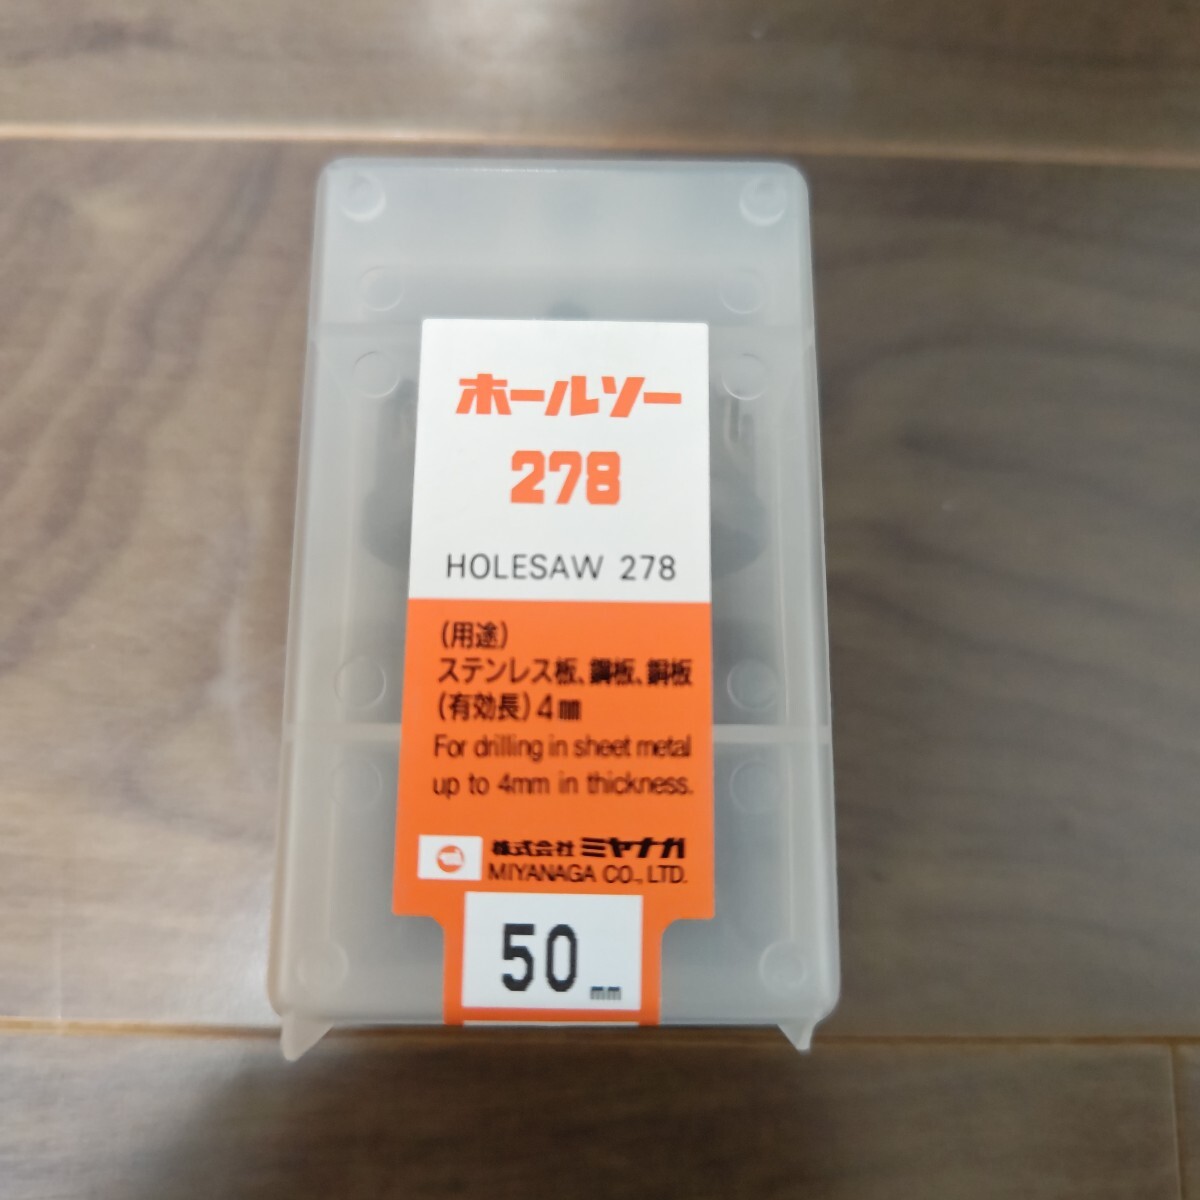 ホールソー
278
HOLESAW 278
(用途)
ステンレス板、鋼板、銅板
(有効長)4㎜
For drilling in sheet metal
up to 4mm in thickness.
株式会社ミヤナガ
MIYANAGA CO., LTD.
50mm